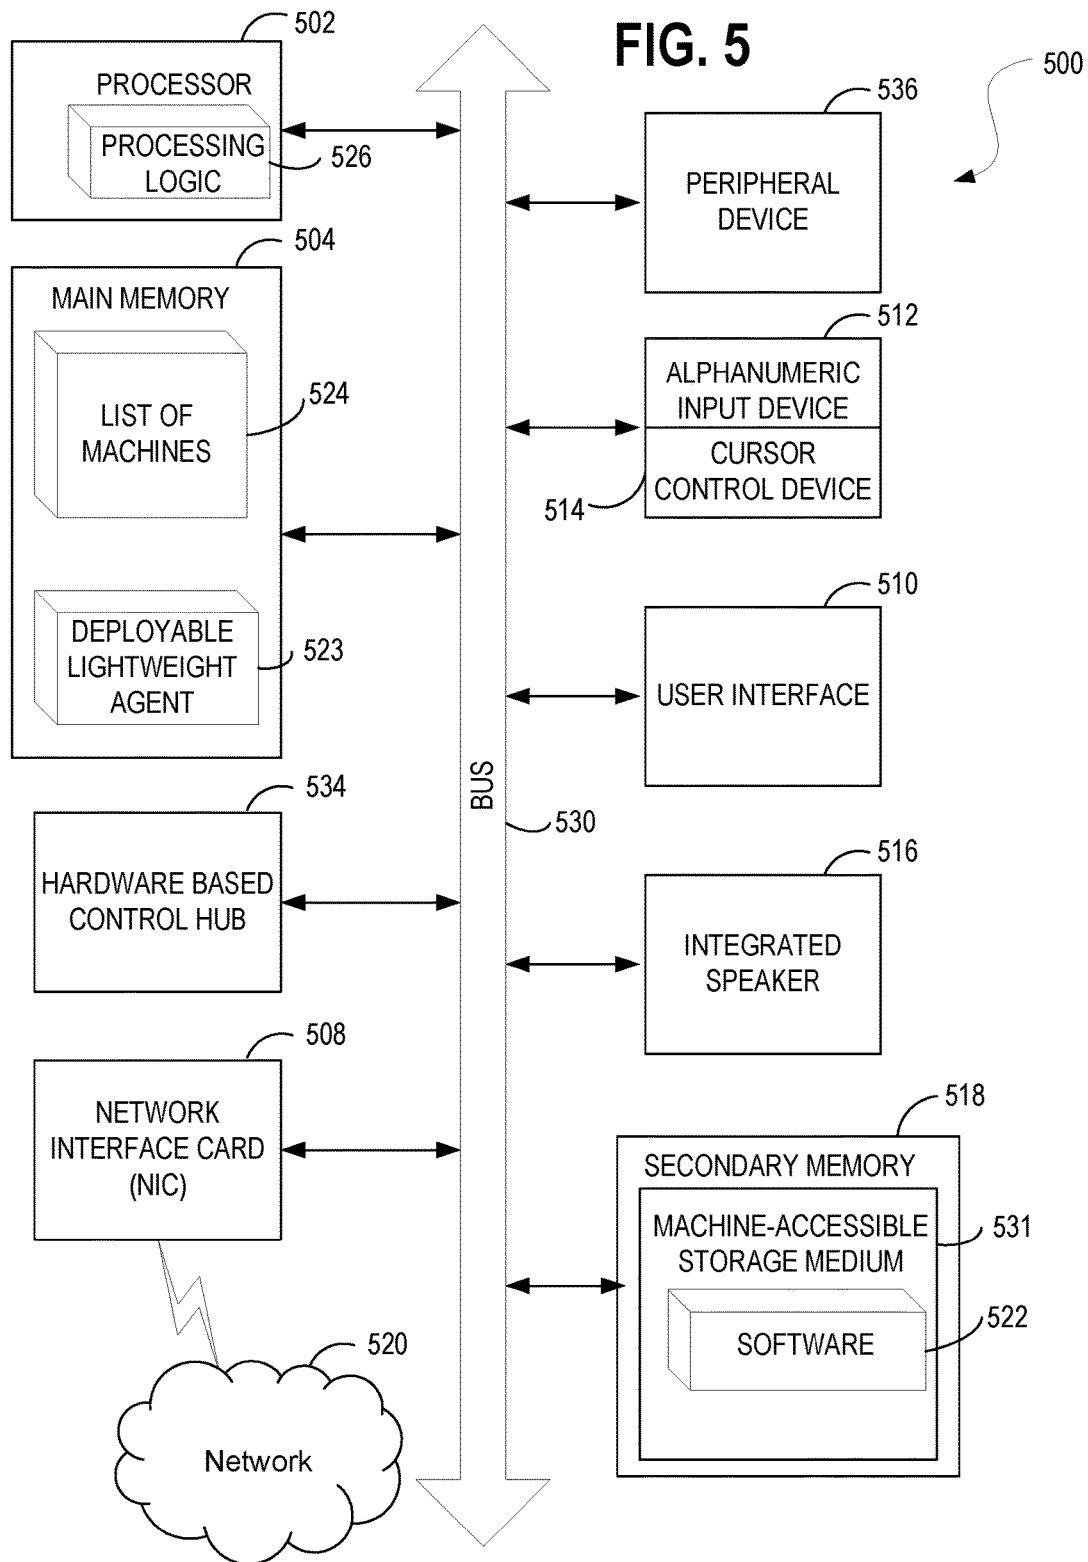 FIG. 5
500
502
PROCESSOR
PROCESSING
LOGIC
526
504
MAIN MEMORY
LIST OF
MACHINES
524
DEPLOYABLE
LIGHTWEIGHT
AGENT
523
534
HARDWARE BASED
CONTROL HUB
508
NETWORK
INTERFACE CARD
(NIC)
520
Network
BUS
530
536
PERIPHERAL
DEVICE
512
ALPHANUMERIC
INPUT DEVICE
CURSOR
CONTROL DEVICE
514
510
USER INTERFACE
516
INTEGRATED
SPEAKER
518
SECONDARY MEMORY
MACHINE-ACCESSIBLE
STORAGE MEDIUM
531
SOFTWARE
522